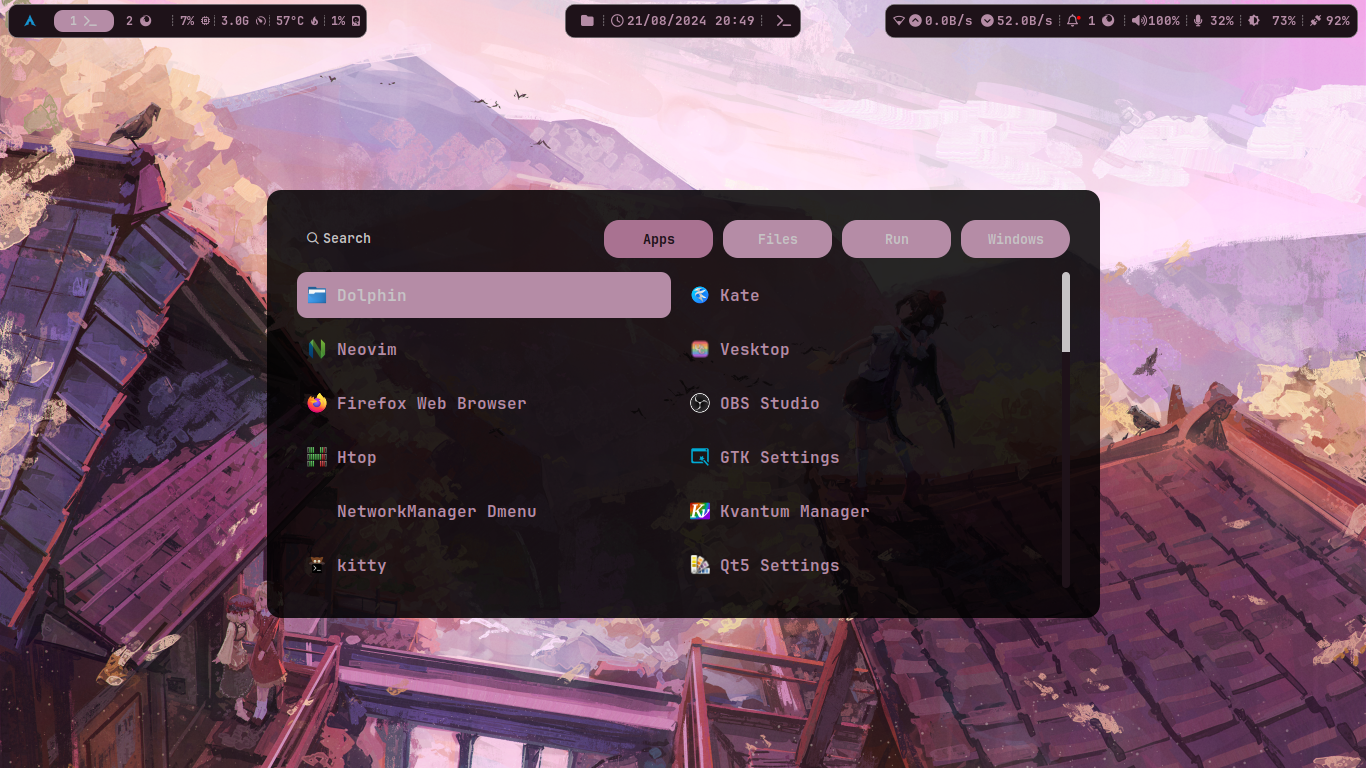 1 2 7% 3.0G 57°C 1%
21/08/2024 20:49
0.0B/s 52.0B/s 1 100% 32% 73% 92%
Search Apps Files Run Windows
Dolphin Kate
Neovim Vesktop
Firefox Web Browser OBS Studio
Htop GTK Settings
NetworkManager Dmenu Kvantum Manager
kitty Qt5 Settings